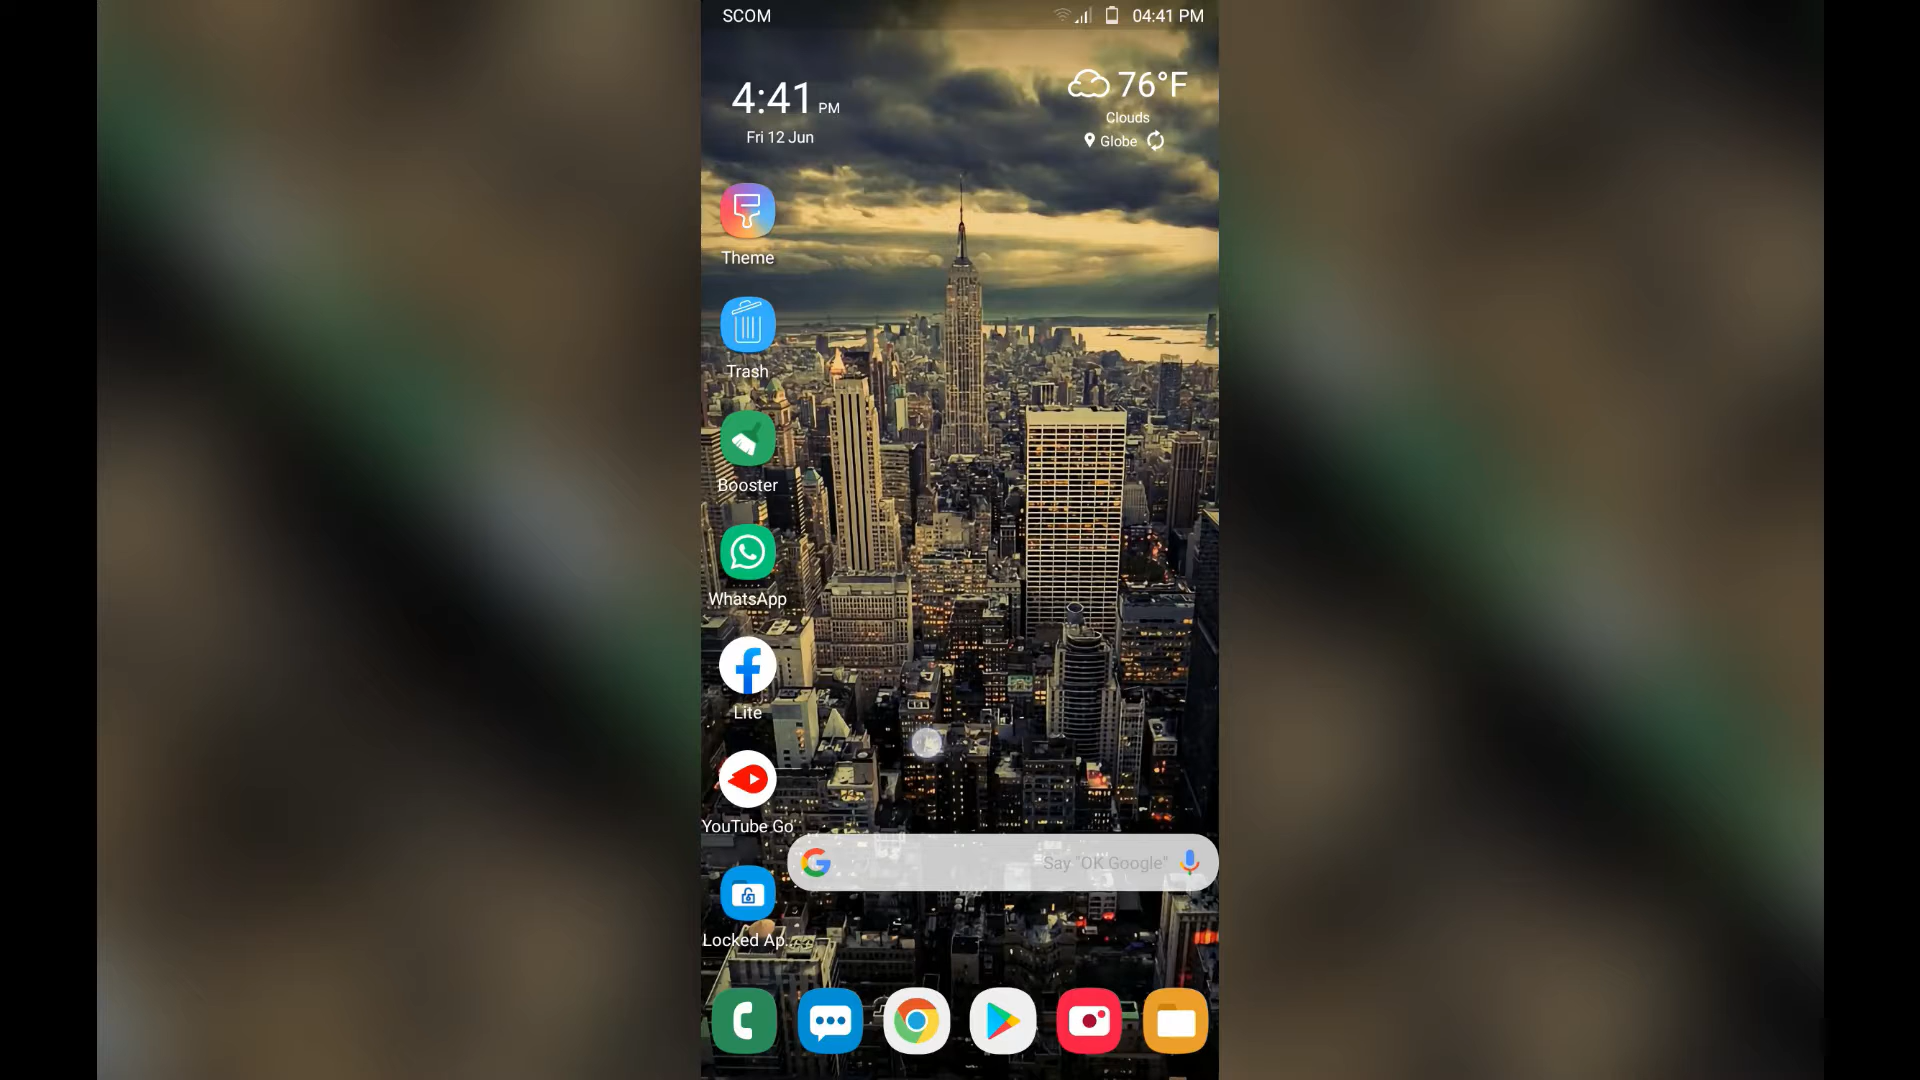 SCOM
04:41 PM
4:41 PM
Fri 12 Jun
76°F
Clouds
Globe
Theme
Trash
Booster
WhatsApp
Lite
YouTube Go
Say "OK Google"
Locked Ap...